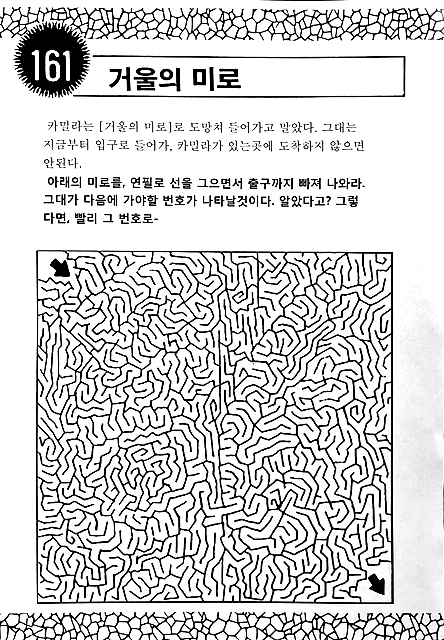 161
거울의 미로
카밀라는 [거울의 미로]로 도망쳐 들어가고 말았다. 그대는
지금부터 입구로 들어가, 카밀라가 있는곳에 도착하지 않으면
안된다.
아래의 미로를, 연필로 선을 그으면서 출구까지 빠져 나와라.
그대가 다음에 가야할 번호가 나타날것이다. 알았다고? 그렇
다면, 빨리 그 번호로-